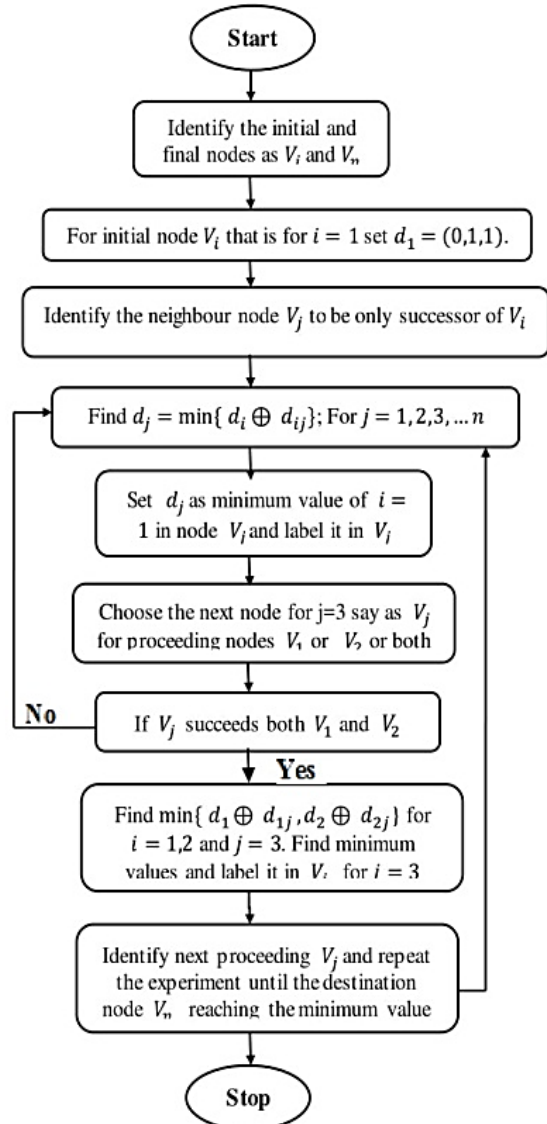 Start
Identify the initial and
final nodes as V_i and V_n
For initial node V_i that is for i = 1 set d_1 = (0,1,1).
Identify the neighbour node V_j to be only successor of V_i
Find d_j = min{ d_i ⊕ d_ij}; For j = 1,2,3, … n
Set d_j as minimum value of i =
1 in node V_j and label it in V_j
Choose the next node for j=3 say as V_j
for proceeding nodes V_1 or V_2 or both
No
If V_j succeeds both V_1 and V_2
Yes
Find min{ d_1 ⊕ d_1j ,d_2 ⊕ d_2j} for
i = 1,2 and j = 3. Find minimum
values and label it in V_i for i = 3
Identify next proceeding V_j and repeat
the experiment until the destination
node V_n reaching the minimum value
Stop